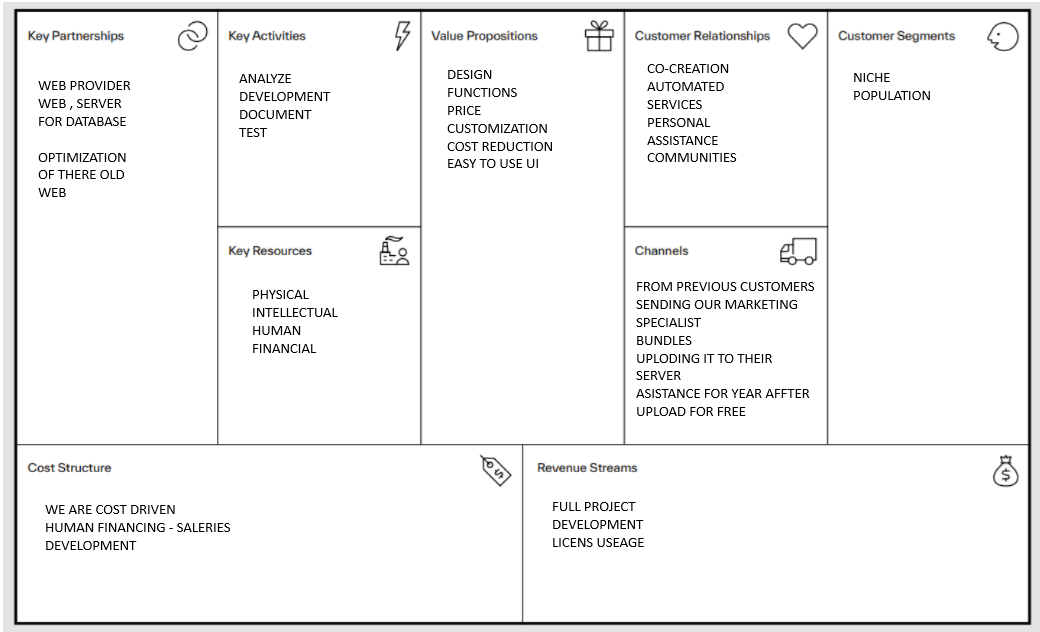 Key Partnerships
WEB PROVIDER
WEB , SERVER
FOR DATABASE
OPTIMIZATION
OF THERE OLD
WEB
Key Activities
ANALYZE
DEVELOPMENT
DOCUMENT
TEST
Key Resources
PHYSICAL
INTELLECTUAL
HUMAN
FINANCIAL
Value Propositions
DESIGN
FUNCTIONS
PRICE
CUSTOMIZATION
COST REDUCTION
EASY TO USE UI
Customer Relationships
CO-CREATION
AUTOMATED
SERVICES
PERSONAL
ASSISTANCE
COMMUNITIES
Channels
FROM PREVIOUS CUSTOMERS
SENDING OUR MARKETING
SPECIALIST
BUNDLES
UPLODING IT TO THEIR
SERVER
ASISTANCE FOR YEAR AFFTER
UPLOAD FOR FREE
Customer Segments
NICHE
POPULATION
Cost Structure
$
WE ARE COST DRIVEN
HUMAN FINANCING - SALERIES
DEVELOPMENT
Revenue Streams
$
FULL PROJECT
DEVELOPMENT
LICENS USEAGE